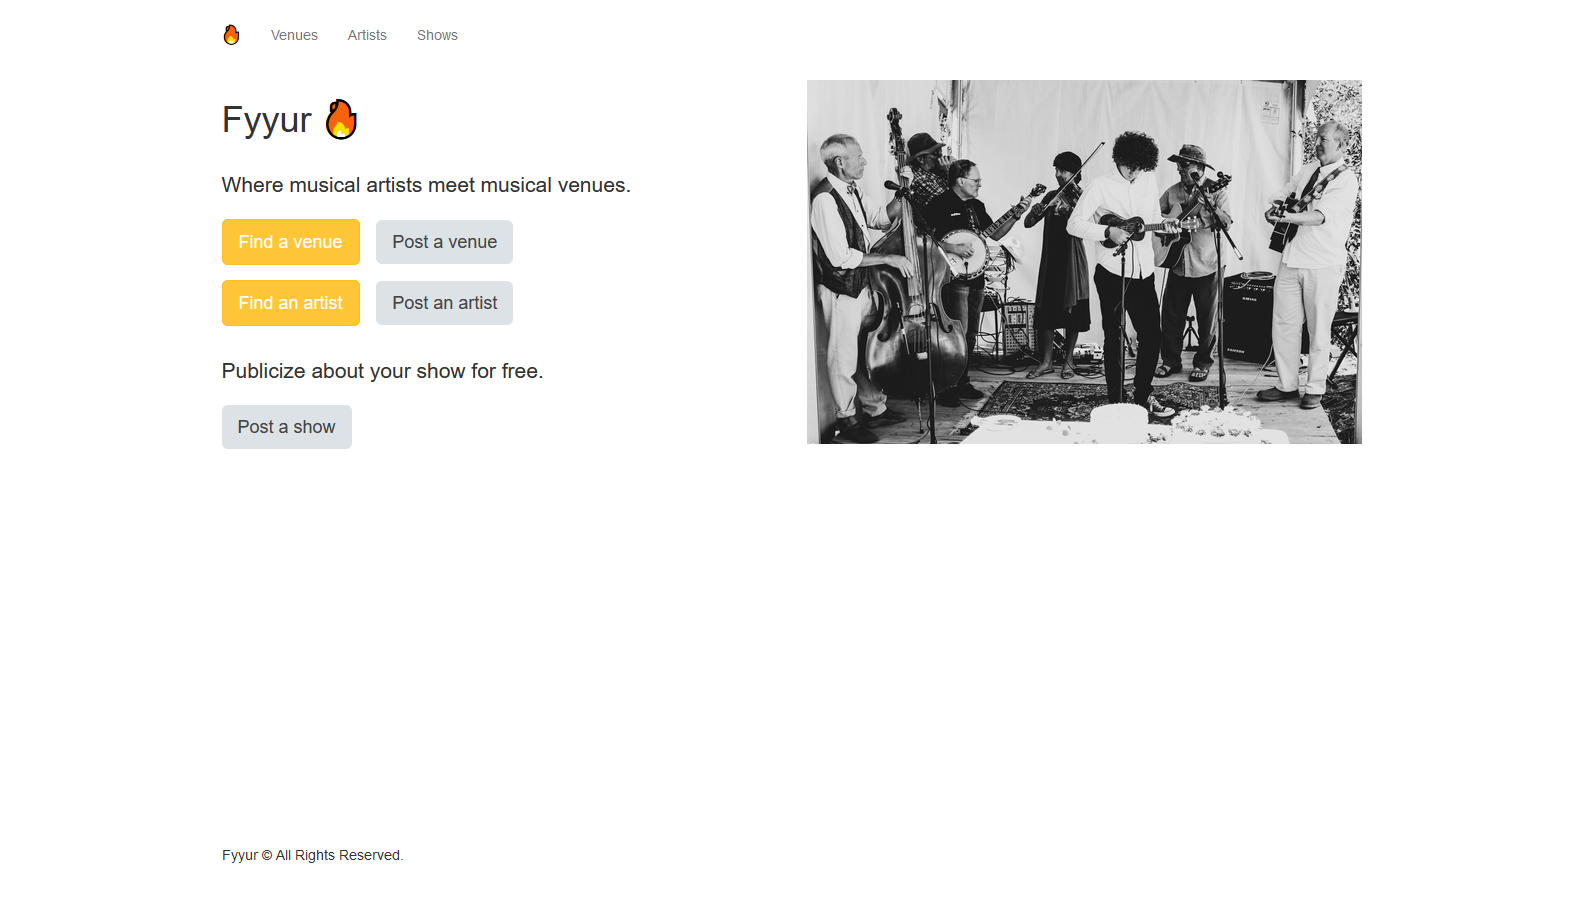 Venues Artists Shows
Fyyur 🔥
Where musical artists meet musical venues.
Find a venue Post a venue
Find an artist Post an artist
Publicize about your show for free.
Post a show
Fyyur © All Rights Reserved.